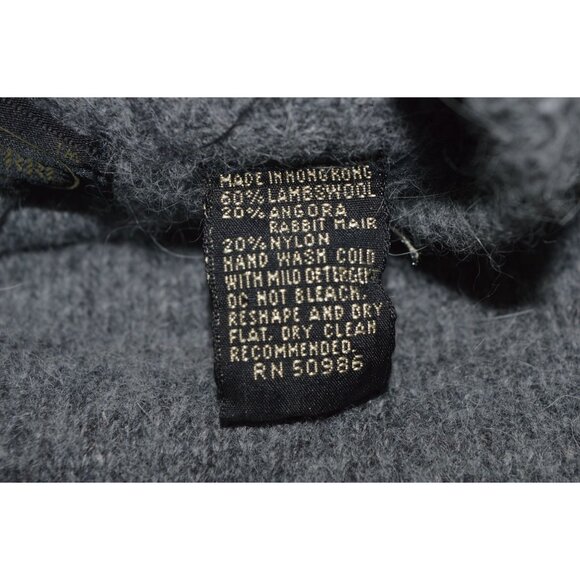 MADE IN HONG KONG
60% LAMBSWOOL
20% ANGORA
RABBIT HAIR
20% NYLON
HAND WASH COLD
WITH MILD DETERGE
DO NOT BLEACH.
RESHAPE AND DRY
FLAT, DRY CLEAN
RECOMMENDED.
RN 50986